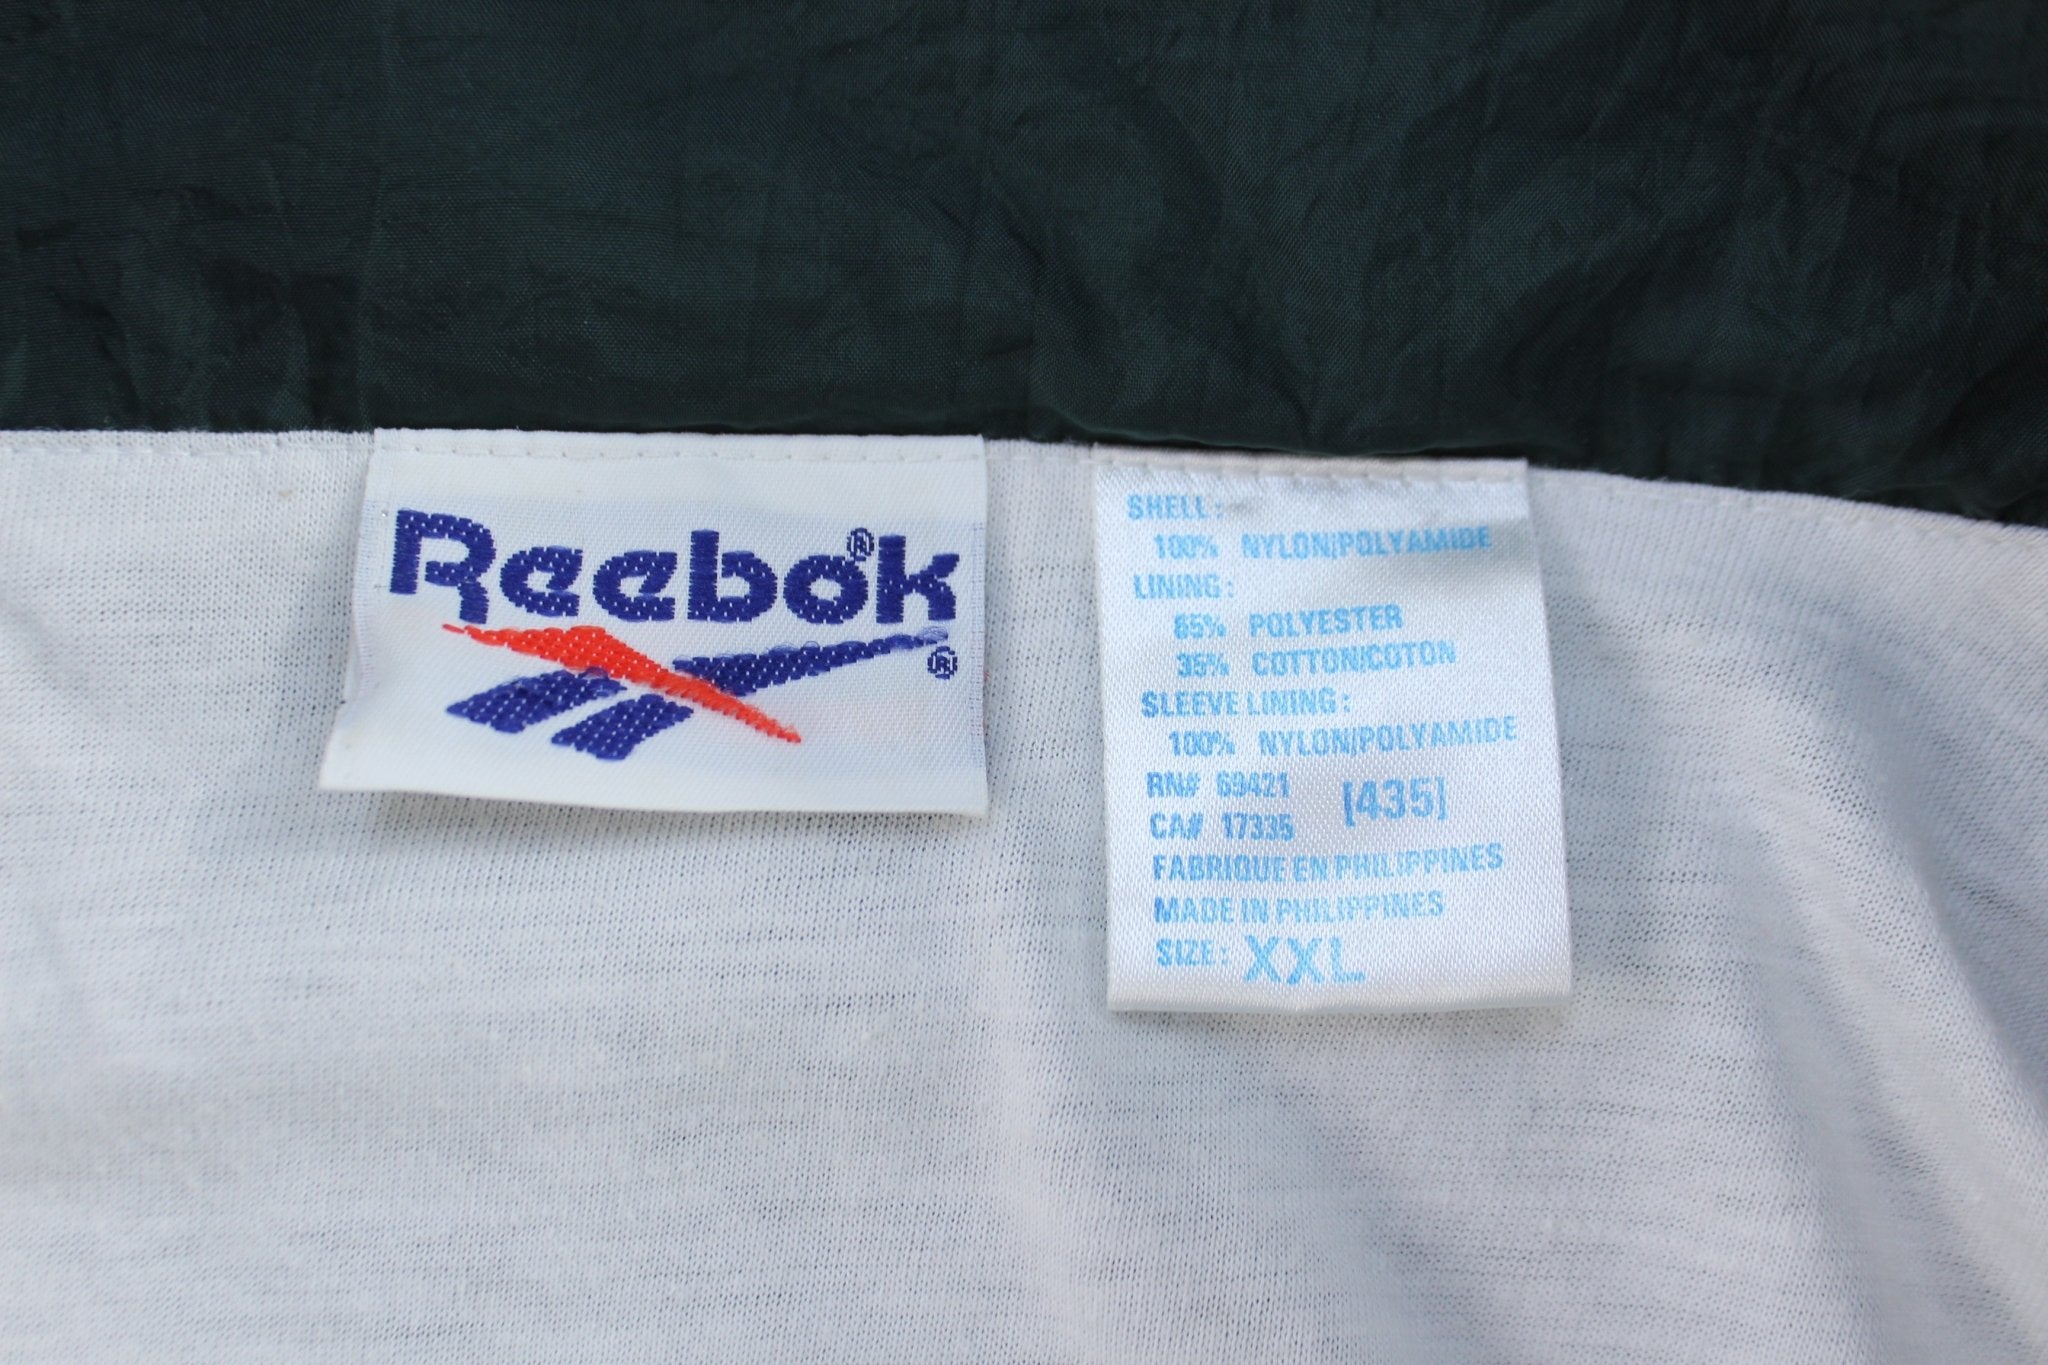 Reebok®
®
SHELL:
100% NYLON/POLYAMIDE
LINING:
65% POLYESTER
35% COTTON/COTON
SLEEVE LINING:
100% NYLON/POLYAMIDE
RN# 69421
[435]
CA# 17335
FABRIQUE EN PHILIPPINES
MADE IN PHILIPPINES
SIZE: XXL